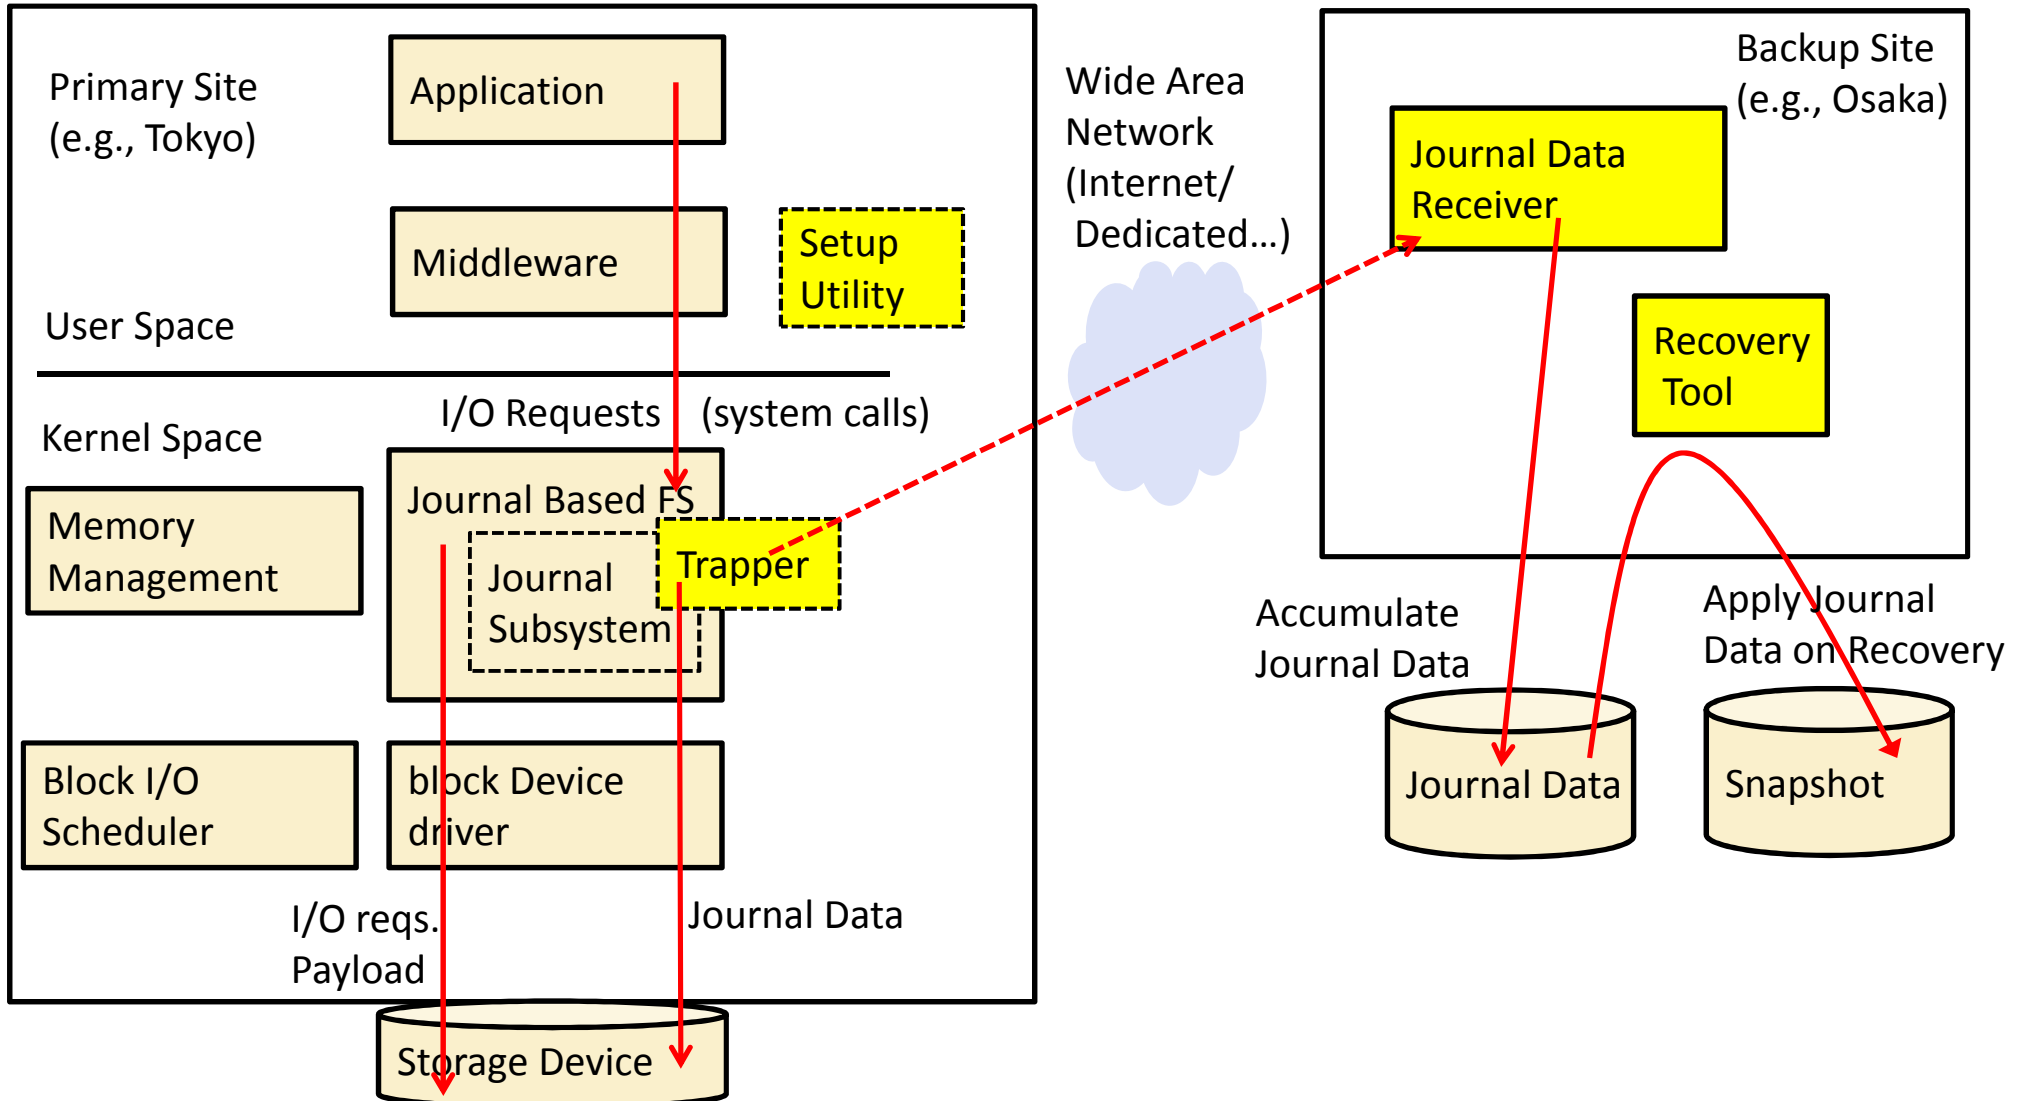 Primary Site
(e.g., Tokyo)
Application
Middleware
Setup
Utility
User Space
I/O Requests (system calls)
Kernel Space
Journal Based FS
Memory
Management
Journal
Subsystem
Trapper
Block I/O
Scheduler
block Device
driver
I/O reqs.
Payload
Journal Data
Storage Device
Wide Area
Network
(Internet/
Dedicated...)
Backup Site
(e.g., Osaka)
Journal Data
Receiver
Recovery
Tool
Accumulate
Journal Data
Apply Journal
Data on Recovery
Journal Data
Snapshot